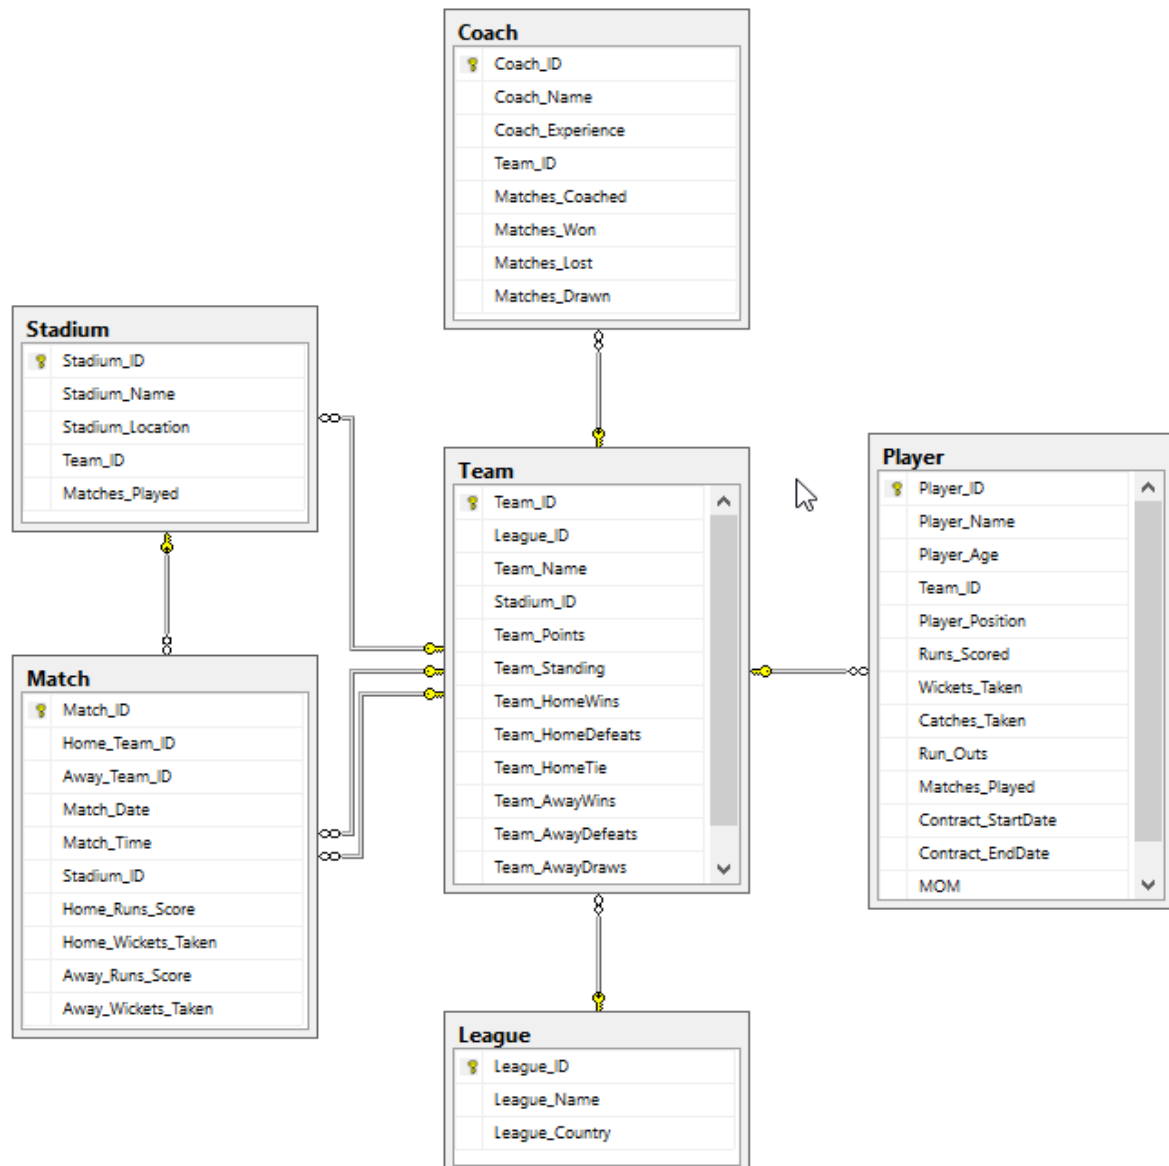 Coach
Coach_ID
Coach_Name
Coach_Experience
Team_ID
Matches_Coached
Matches_Won
Matches_Lost
Matches_Drawn
Stadium
Stadium_ID
Stadium_Name
Stadium_Location
Team_ID
Matches_Played
Team
Team_ID
League_ID
Team_Name
Stadium_ID
Team_Points
Team_Standing
Team_HomeWins
Team_HomeDefeats
Team_HomeTie
Team_AwayWins
Team_AwayDefeats
Team_AwayDraws
Player
Player_ID
Player_Name
Player_Age
Team_ID
Player_Position
Runs_Scored
Wickets_Taken
Catches_Taken
Run_Outs
Matches_Played
Contract_StartDate
Contract_EndDate
MOM
Match
Match_ID
Home_Team_ID
Away_Team_ID
Match_Date
Match_Time
Stadium_ID
Home_Runs_Score
Home_Wickets_Taken
Away_Runs_Score
Away_Wickets_Taken
League
League_ID
League_Name
League_Country